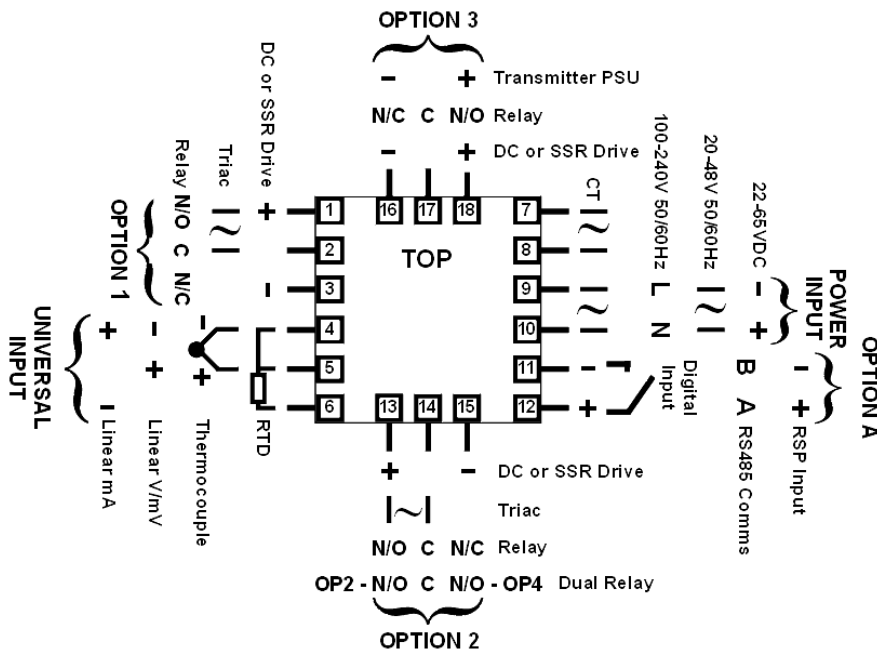 OPTION 3
- + Transmitter PSU
N/C C N/O Relay
- + DC or SSR Drive
DC or SSR Drive
+
-
Triac
~
Relay N/O C N/C
OPTION 1
16 17 18
TOP
1
2
3
4
5
6
7
8
9
10
11
12
13 14 15
CT
~
~
100-240V 50/60Hz
L
N
20-48V 50/60Hz
~
22-65VDC
-
+
POWER
INPUT
OPTION A
- + Digital
Input
B A RS485 Comms
- + RSP Input
UNIVERSAL
INPUT
+ - Linear mA
- + Linear V/mV
- + Thermocouple
RTD
+ - DC or SSR Drive
~ Triac
N/O C N/C Relay
OP2 - N/O C N/O - OP4 Dual Relay
OPTION 2